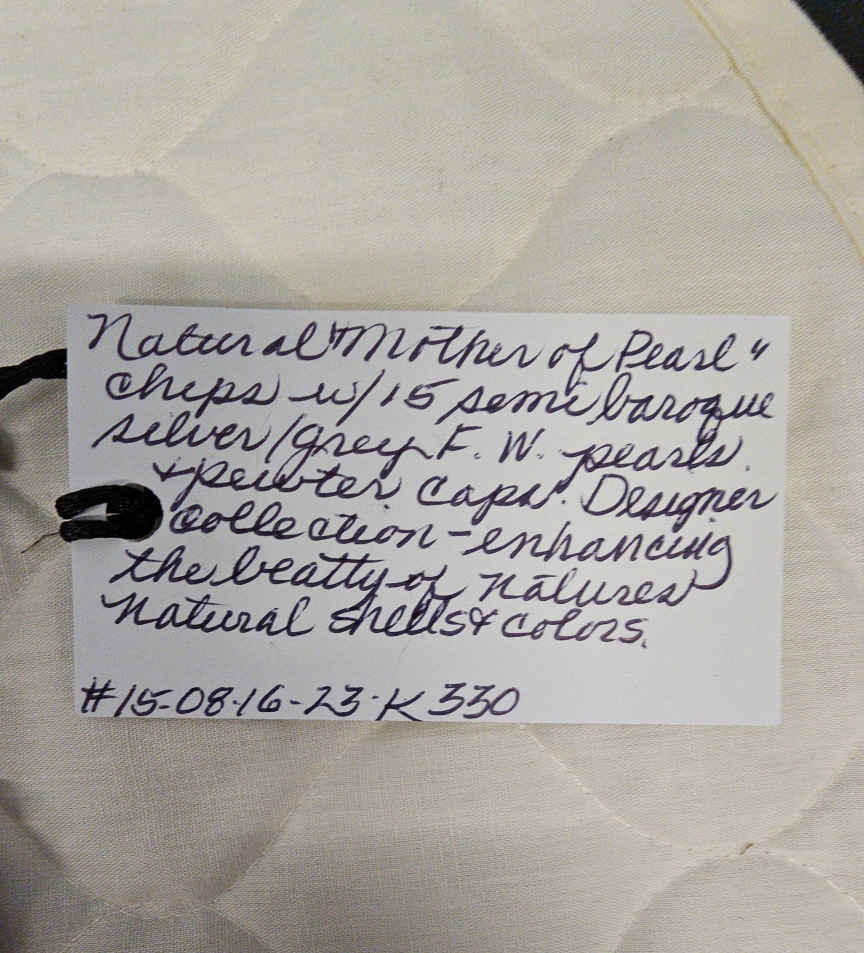 Natural "Mother of Pearl"
chips w/15 semi baroque
silver/grey F. W. pearls.
+ pewter caps. Designer
collection - enhancing
the beatty of natures
natural shells & colors.
#15-08-16-23-K330